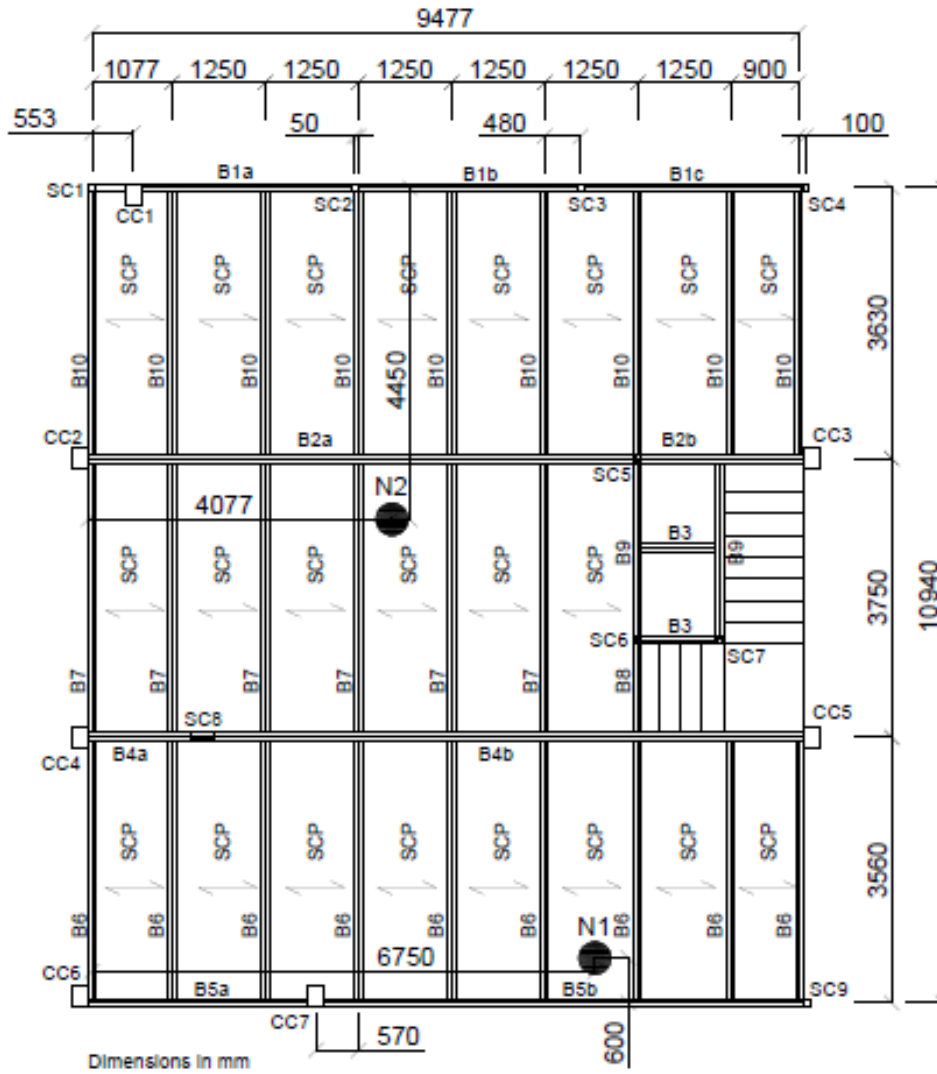 9477
1077 1250 1250 1250 1250 1250 1250 900
553 50 480 100
B1a B1b B1c
SC1 CC1 SC2 SC3 SC4
SCP SCP SCP SCP SCP SCP SCP SCP
3630
B10 B10 B10 4450 B10 B10 B10 B10 B10
CC2 B2a B2b CC3
SC5
N2
4077
B3
SCP SCP SCP SCP SCP SCP B9 B9
3750 10940
B3
SC6 SC7
B7 B7 B7 B7 B7 B7 B8
SC8 CC5
CC4 B4a B4b
SCP SCP SCP SCP SCP SCP SCP SCP
3560
B6 B6 B6 B6 B6 B6 B6 B6
N1
6750
CC6 B5a B5b SC9
CC7
570 600
Dimensions in mm